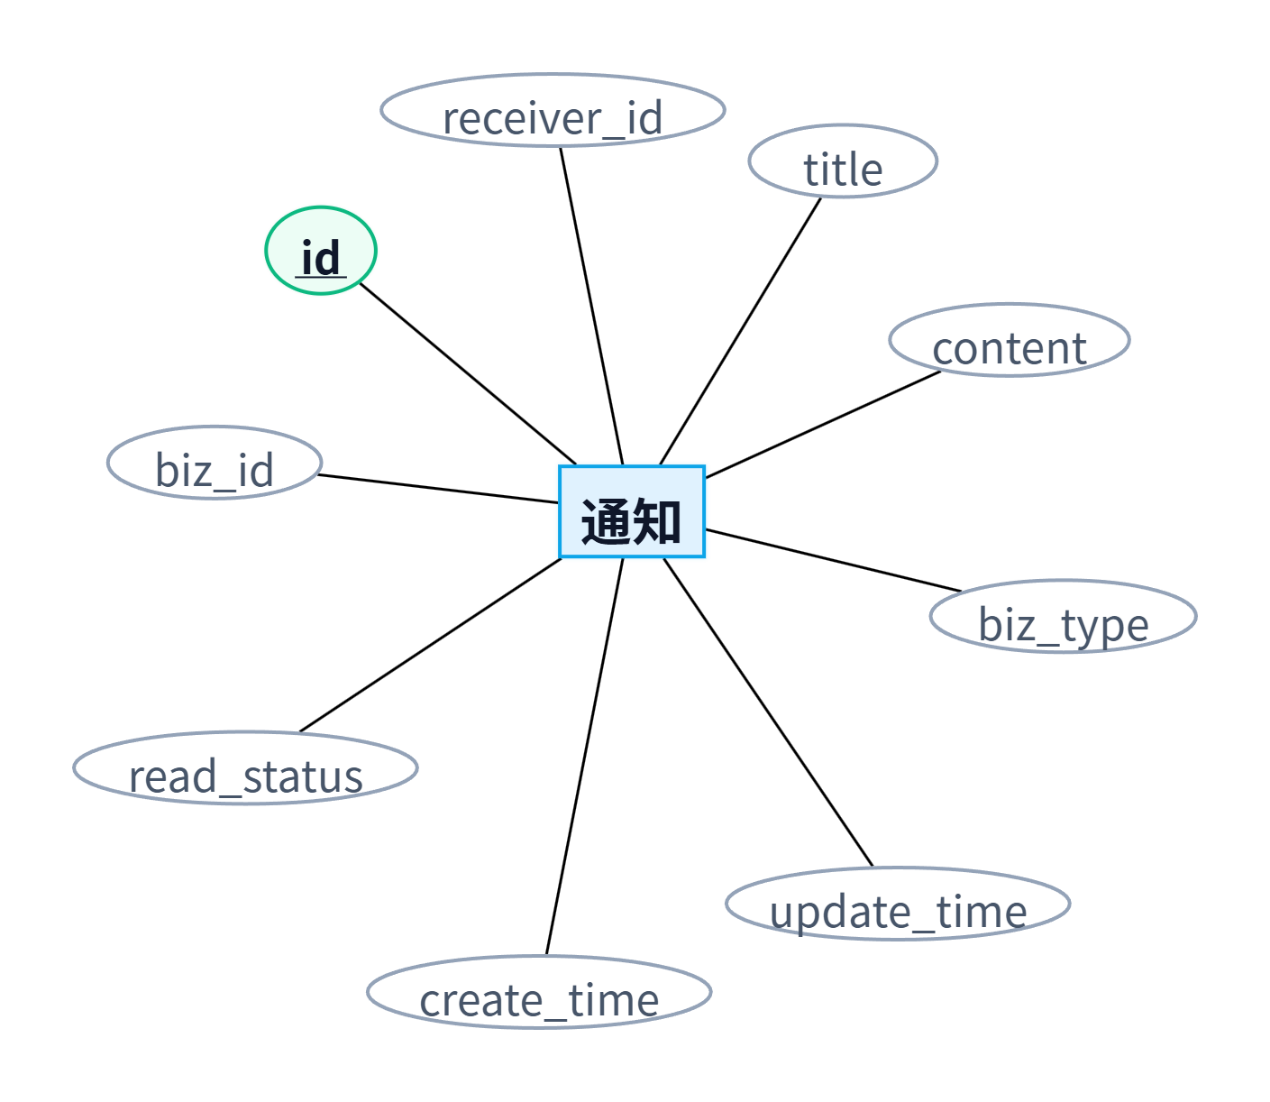 receiver_id
title
id
content
biz_id
通知
biz_type
read_status
update_time
create_time